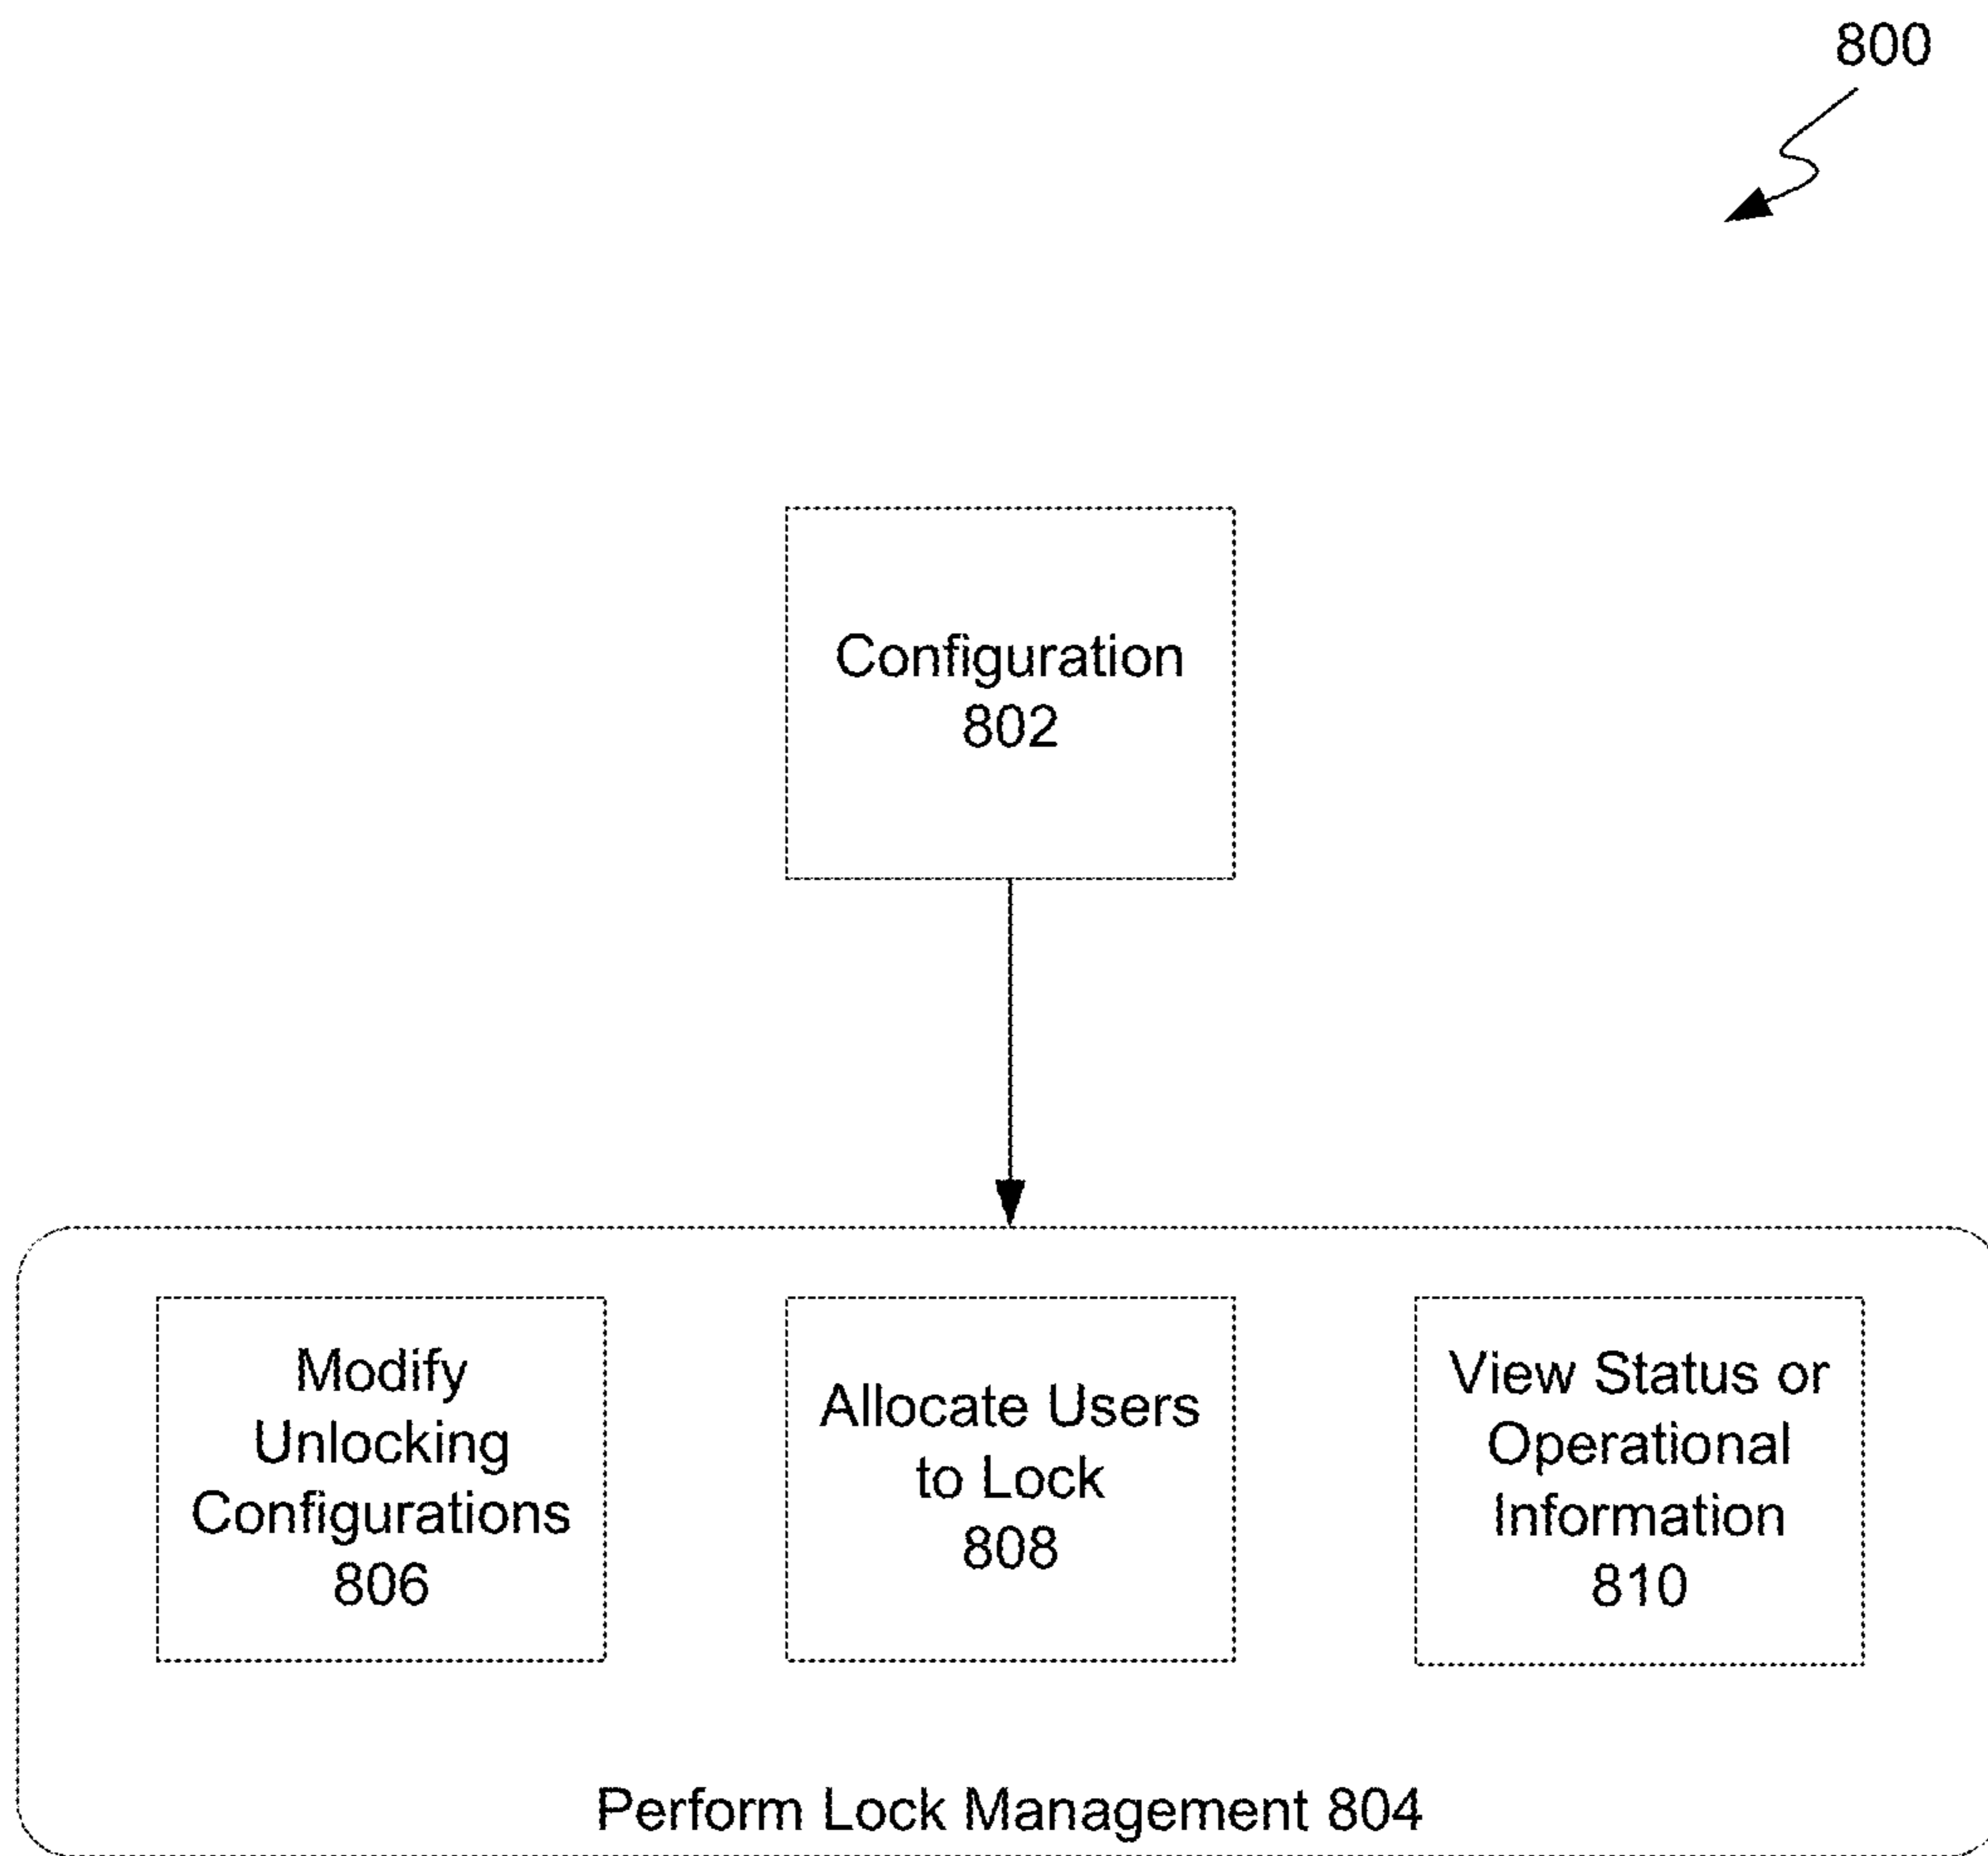 800
Configuration
802
Modify
Unlocking
Configurations
806
Allocate Users
to Lock
808
View Status or
Operational
Information
810
Perform Lock Management 804